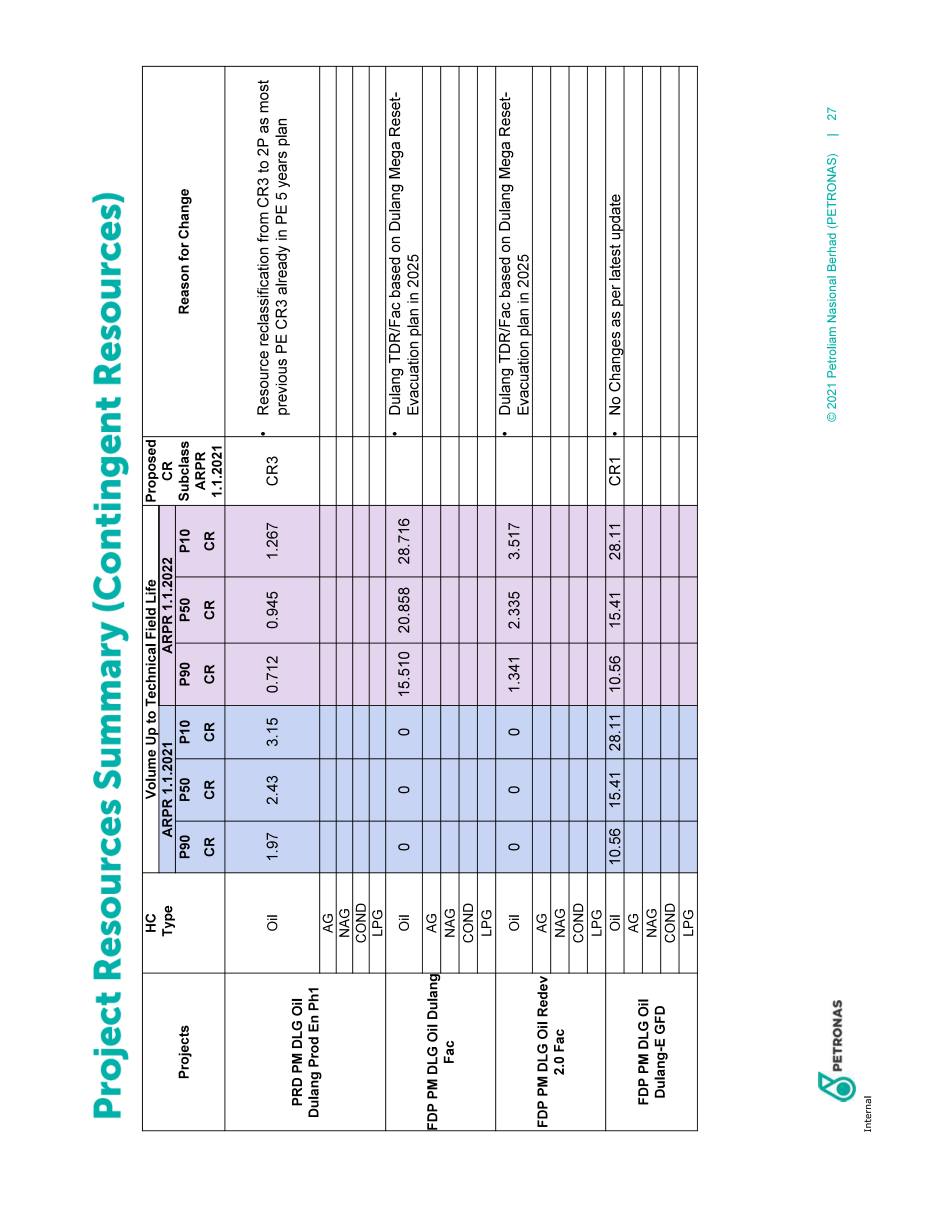 Project Resources Summary (Contingent Resources)
Projects
HC Type
Volume Up to Technical Field Life
ARPR 1.1.2021
ARPR 1.1.2022
Proposed CR Subclass ARPR 1.1.2021
Reason for Change
P90 P50 P10 P90 P50 P10
CR CR CR CR CR CR
PRD PM DLG Oil
Dulang Prod En Ph1
Oil 1.97 2.43 3.15 0.712 0.945 1.267 CR3
• Resource reclassification from CR3 to 2P as most
previous PE CR3 already in PE 5 years plan
AG
NAG
COND
LPG
FDP PM DLG Oil Dulang
Fac
Oil 0 0 0 15.510 20.858 28.716
• Dulang TDR/Fac based on Dulang Mega Reset-
Evacuation plan in 2025
AG
NAG
COND
LPG
FDP PM DLG Oil Redev
2.0 Fac
Oil 0 0 0 1.341 2.335 3.517
• Dulang TDR/Fac based on Dulang Mega Reset-
Evacuation plan in 2025
AG
NAG
COND
LPG
FDP PM DLG Oil
Dulang-E GFD
Oil 10.56 15.41 28.11 10.56 15.41 28.11 CR1 • No Changes as per latest update
AG
NAG
COND
LPG
PETRONAS
© 2021 Petroliam Nasional Berhad (PETRONAS) | 27
Internal